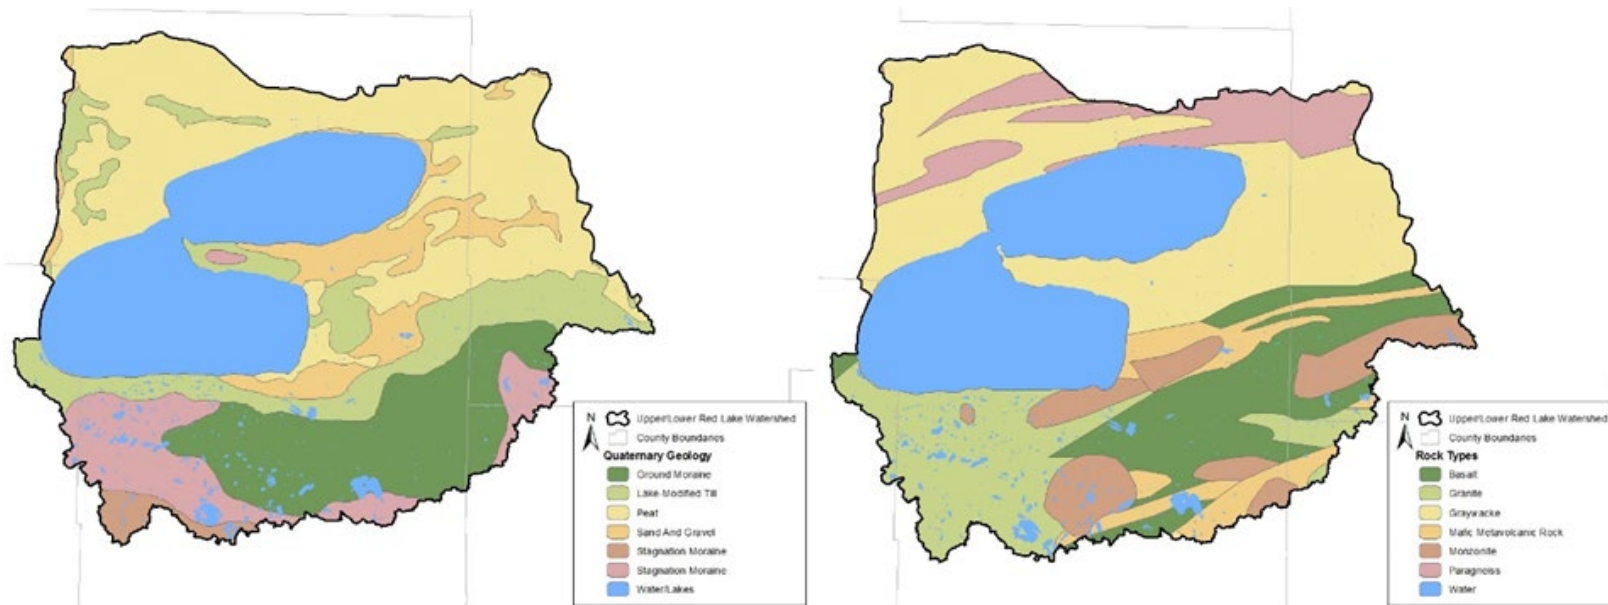 N
Upper/Lower Red Lake Watershed
County Boundaries
Quaternary Geology
Ground Moraine
Lake-Modified Till
Peat
Sand And Gravel
Stagnation Moraine
Stagnation Moraine
Water/Lakes
N
Upper/Lower Red Lake Watershed
County Boundaries
Rock Types
Basalt
Granite
Graywacke
Mafic Metavolcanic Rock
Monzonite
Paragneiss
Water